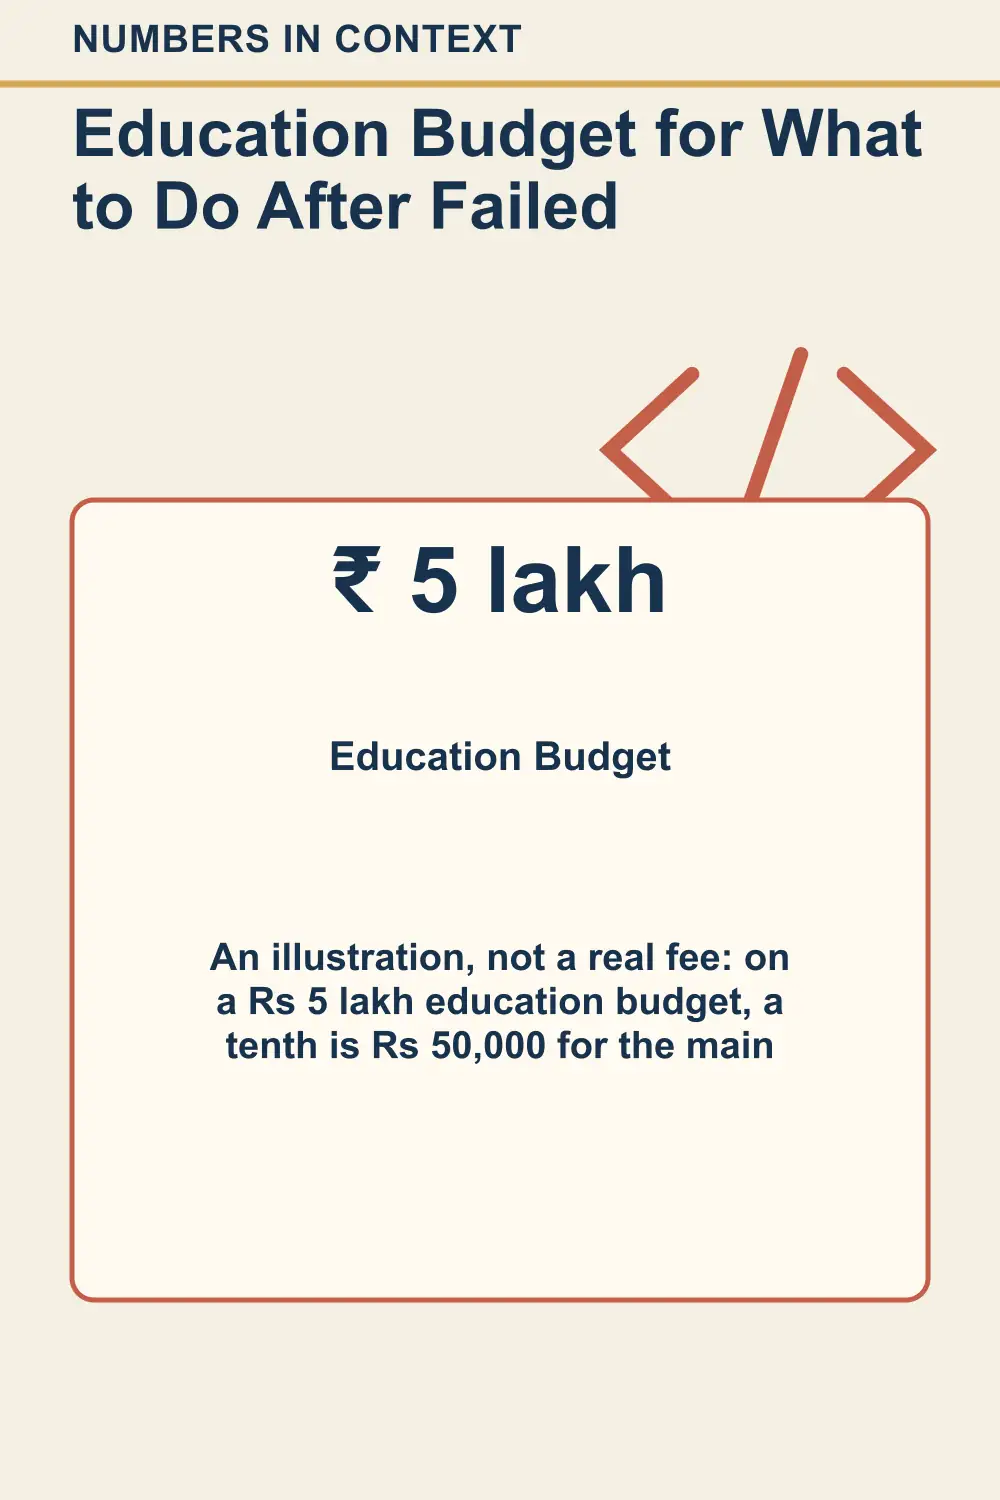 NUMBERS IN CONTEXT
Education Budget for What
to Do After Failed
₹ 5 lakh
Education Budget
An illustration, not a real fee: on
a Rs 5 lakh education budget, a
tenth is Rs 50,000 for the main